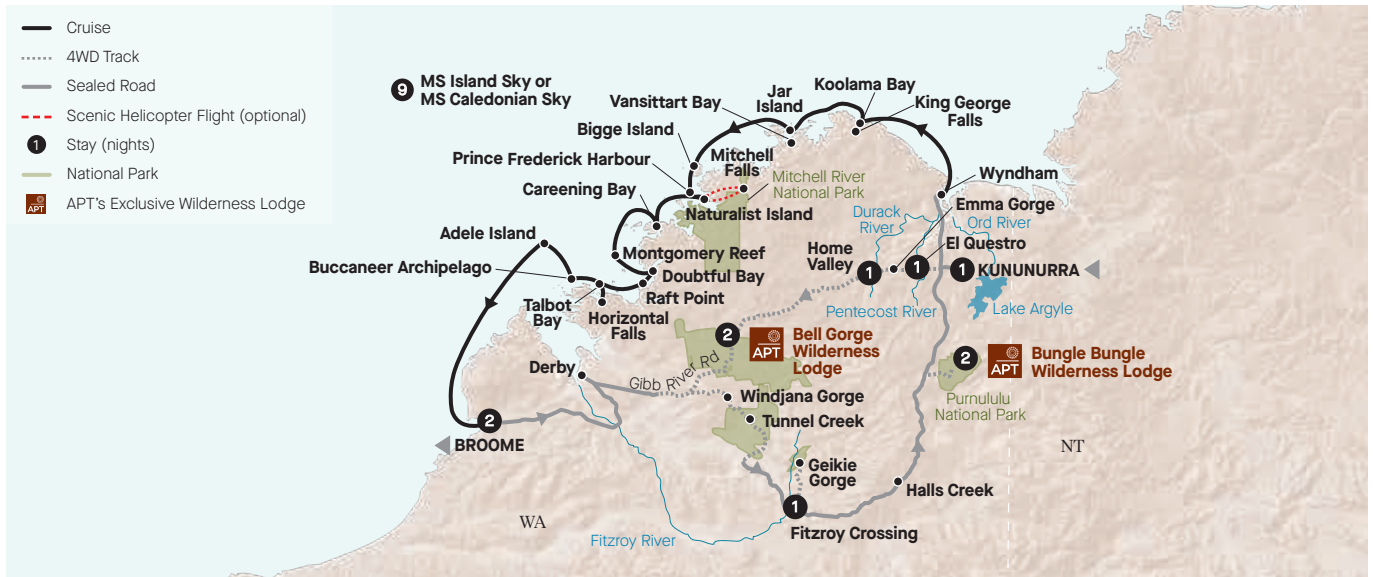 Cruise
4WD Track
Sealed Road
Scenic Helicopter Flight (optional)
1
Stay (nights)
National Park
APT
APT's Exclusive Wilderness Lodge
9
MS Island Sky or
MS Caledonian Sky
Vansittart Bay
Jar
Island
Koolama Bay
King George
Falls
Bigge Island
Prince Frederick Harbour
Mitchell
Falls
Mitchell River
National Park
Careening Bay
Naturalist Island
Wyndham
Emma Gorge
Durack
River
Ord River
El Questro
Adele Island
Montgomery Reef
Home
Valley
1
1
1
KUNUNURRA
Buccaneer Archipelago
Doubtful Bay
Raft Point
Talbot
Bay
Horizontal
Falls
Pentecost River
Lake Argyle
2
APT
Bell Gorge
Wilderness
Lodge
2
APT
Bungle Bungle
Wilderness Lodge
Derby
Gibb River Rd
Windjana Gorge
Purnululu
National Park
2
BROOME
Tunnel Creek
NT
Geikie
Gorge
Halls Creek
WA
1
Fitzroy Crossing
Fitzroy River